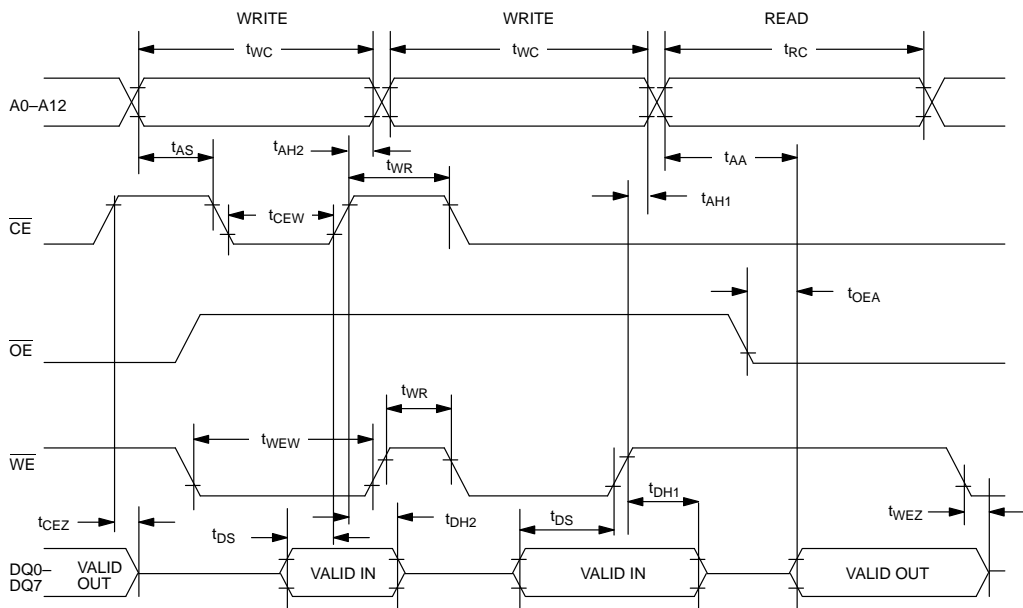 WRITE WRITE READ
tWC tWC tRC
A0–A12
tAS tAH2 tWR tAA
tAH1
CE tCEW
tOEA
OE
tWR
tWEW
WE
tCEZ tDS tDH2 tDS tDH1 tWEZ
DQ0–DQ7 VALID OUT VALID IN VALID IN VALID OUT